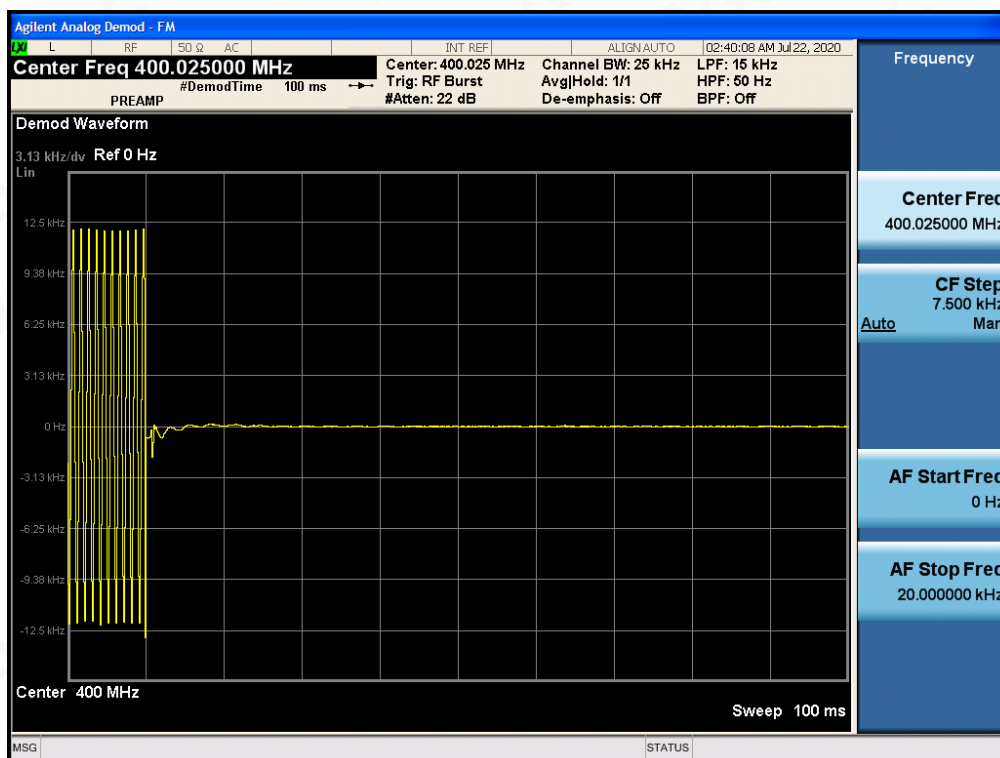 Agilent Analog Demod - FM
LXI L RF 50 Ω AC INT REF ALIGN AUTO 02:40:08 AM Jul 22, 2020
Center Freq 400.025000 MHz
#DemodTime 100 ms
PREAMP
Center: 400.025 MHz Channel BW: 25 kHz LPF: 15 kHz
Trig: RF Burst Avg|Hold: 1/1 HPF: 50 Hz
#Atten: 22 dB De-emphasis: Off BPF: Off
Demod Waveform
3.13 kHz/dv Ref 0 Hz
Lin
12.5 kHz
9.38 kHz
6.25 kHz
3.13 kHz
0 Hz
-3.13 kHz
-6.25 kHz
-9.38 kHz
-12.5 kHz
Center 400 MHz
Sweep 100 ms
MSG STATUS
Frequency
Center Freq
400.025000 MHz
CF Step
7.500 kHz
Auto Man
AF Start Freq
0 Hz
AF Stop Freq
20.000000 kHz